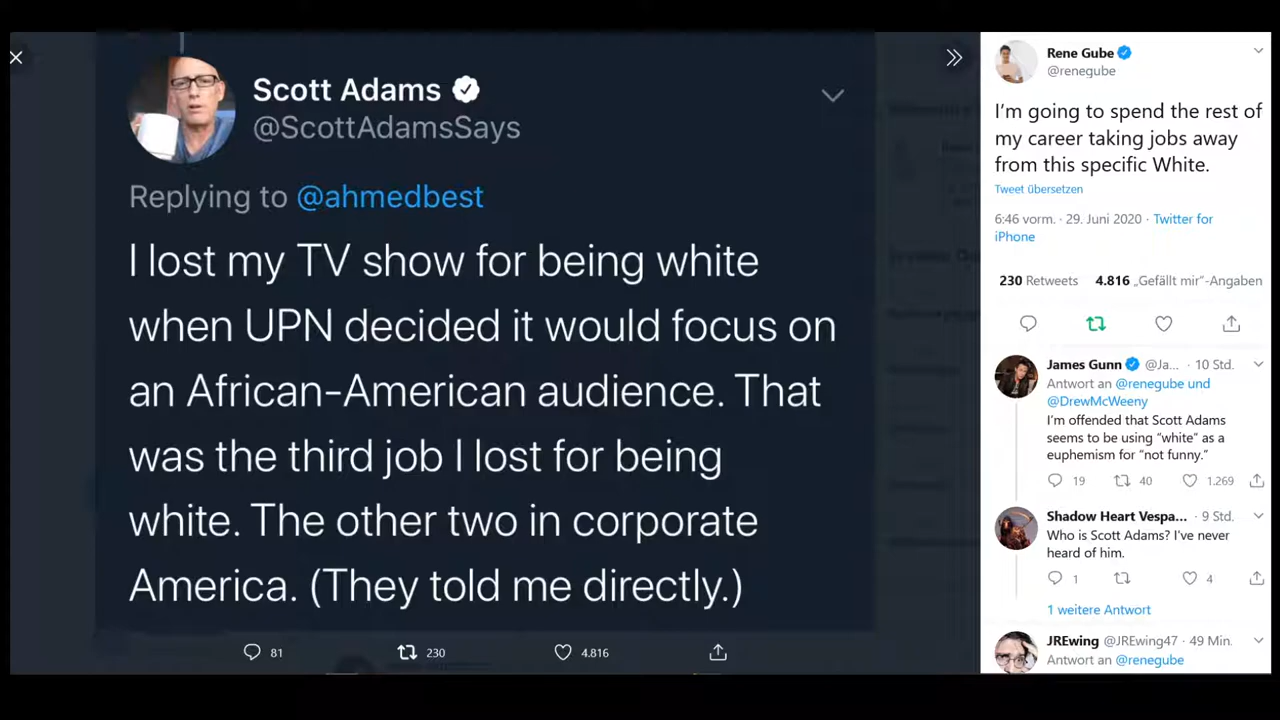 Scott Adams
@ScottAdamsSays
Replying to @ahmedbest
I lost my TV show for being white
when UPN decided it would focus on
an African-American audience. That
was the third job I lost for being
white. The other two in corporate
America. (They told me directly.)
81 230 4.816
Rene Gube
@renegube
I'm going to spend the rest of
my career taking jobs away
from this specific White.
Tweet übersetzen
6:46 vorm. · 29. Juni 2020 · Twitter for
iPhone
230 Retweets 4.816 „Gefällt mir“-Angaben
James Gunn @Ja... · 10 Std.
Antwort an @renegube und
@DrewMcWeeny
I'm offended that Scott Adams
seems to be using “white” as a
euphemism for “not funny.”
19 40 1.269
Shadow Heart Vespa... · 9 Std.
Who is Scott Adams? I've never
heard of him.
1 4
1 weitere Antwort
JREwing @JREwing47 · 49 Min.
Antwort an @renegube